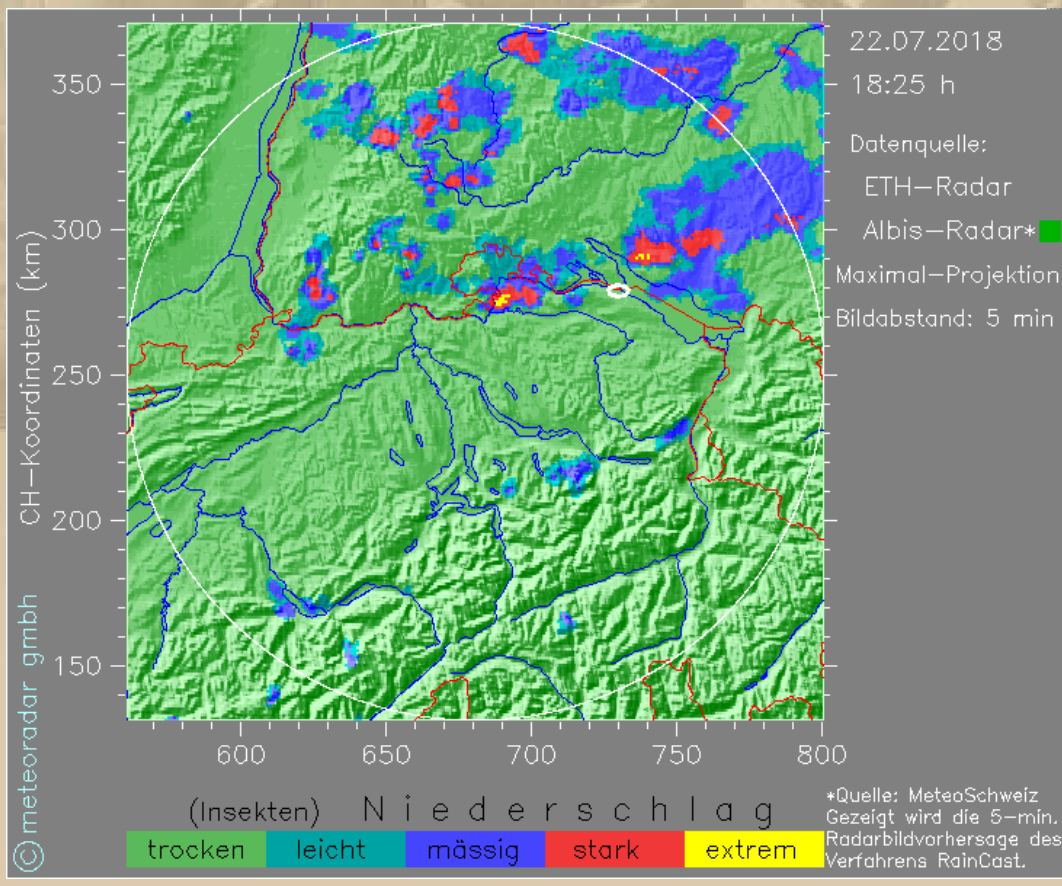 22.07.2018
18:25 h
Datenquelle:
ETH-Radar
Albis-Radar*
Maximal-Projektion
Bildabstand: 5 min
CH-Koordinaten (km)
350
300
250
200
150
600 650 700 750 800
© meteoradar gmbh
(Insekten) Niederschlag
trocken leicht mässig stark extrem
*Quelle: MeteoSchweiz
Gezeigt wird die 5-min.
Radarbildvorhersage des
Verfahrens RainCast.